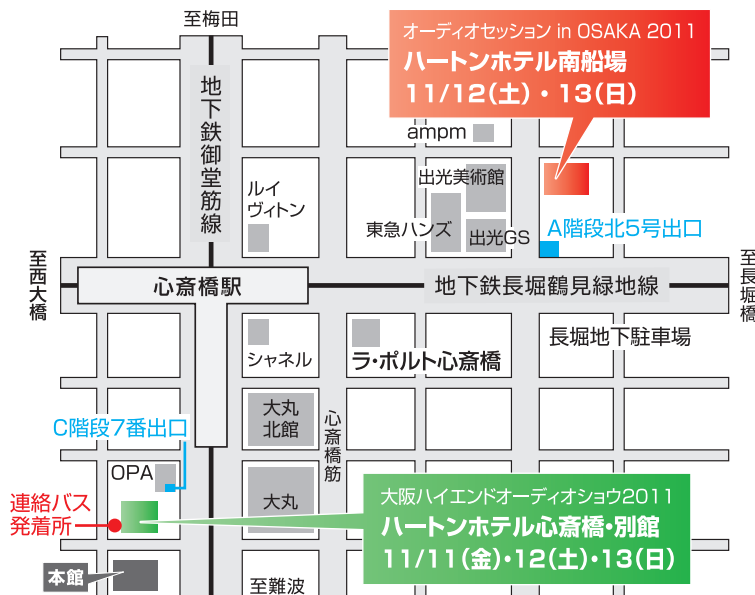 至梅田
オーディオセッション in OSAKA 2011
ハートンホテル南船場
11/12(土)・13(日)
地下鉄御堂筋線
ampm
ルイ
ヴィトン
出光美術館
東急ハンズ
出光GS
A階段北5号出口
至西大橋
心斎橋駅
地下鉄長堀鶴見緑地線
至長堀橋
シャネル
ラ・ポルト心斎橋
長堀地下駐車場
大丸
北館
心斎橋筋
C階段7番出口
OPA
大丸
連絡バス
発着所
大阪ハイエンドオーディオショウ2011
ハートンホテル心斎橋・別館
11/11(金)・12(土)・13(日)
本館
至難波